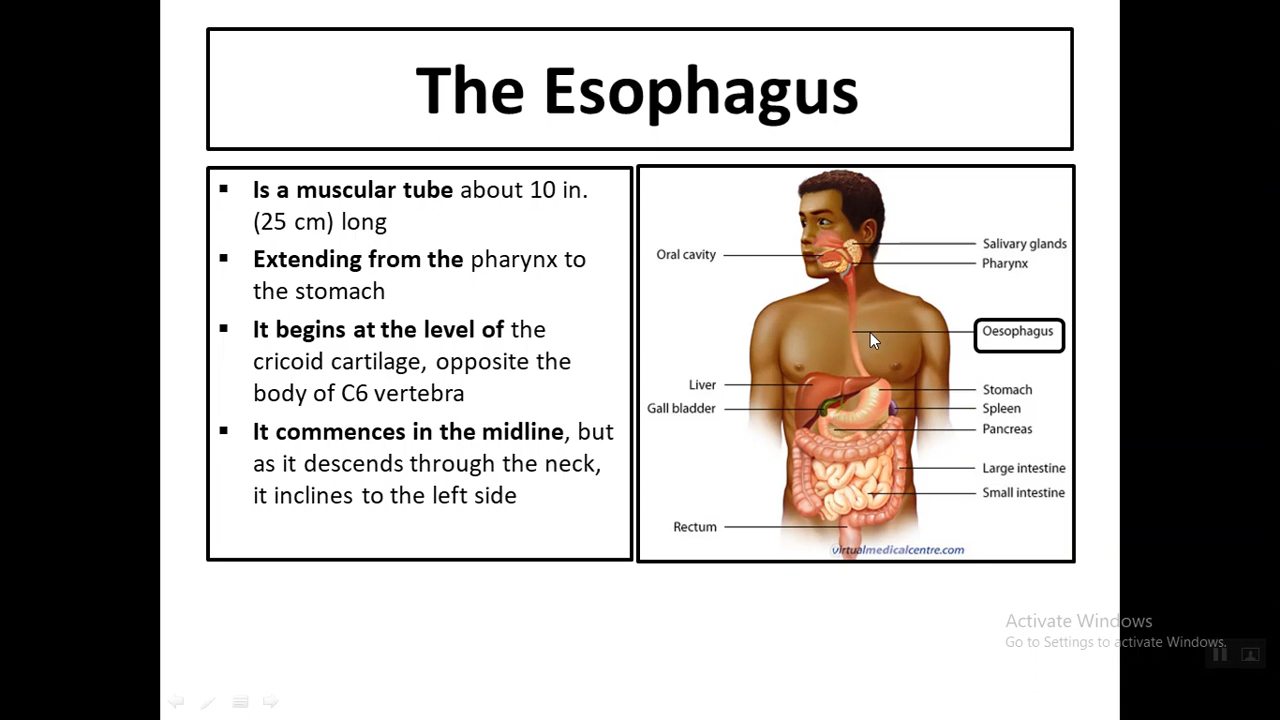 The Esophagus
▪ Is a muscular tube about 10 in.
(25 cm) long
▪ Extending from the pharynx to
the stomach
▪ It begins at the level of the
cricoid cartilage, opposite the
body of C6 vertebra
▪ It commences in the midline, but
as it descends through the neck,
it inclines to the left side
Oral cavity
Liver
Gall bladder
Rectum
Salivary glands
Pharynx
Oesophagus
Stomach
Spleen
Pancreas
Large intestine
Small intestine
virtualmedicalcentre.com
Activate Windows
Go to Settings to activate Windows.